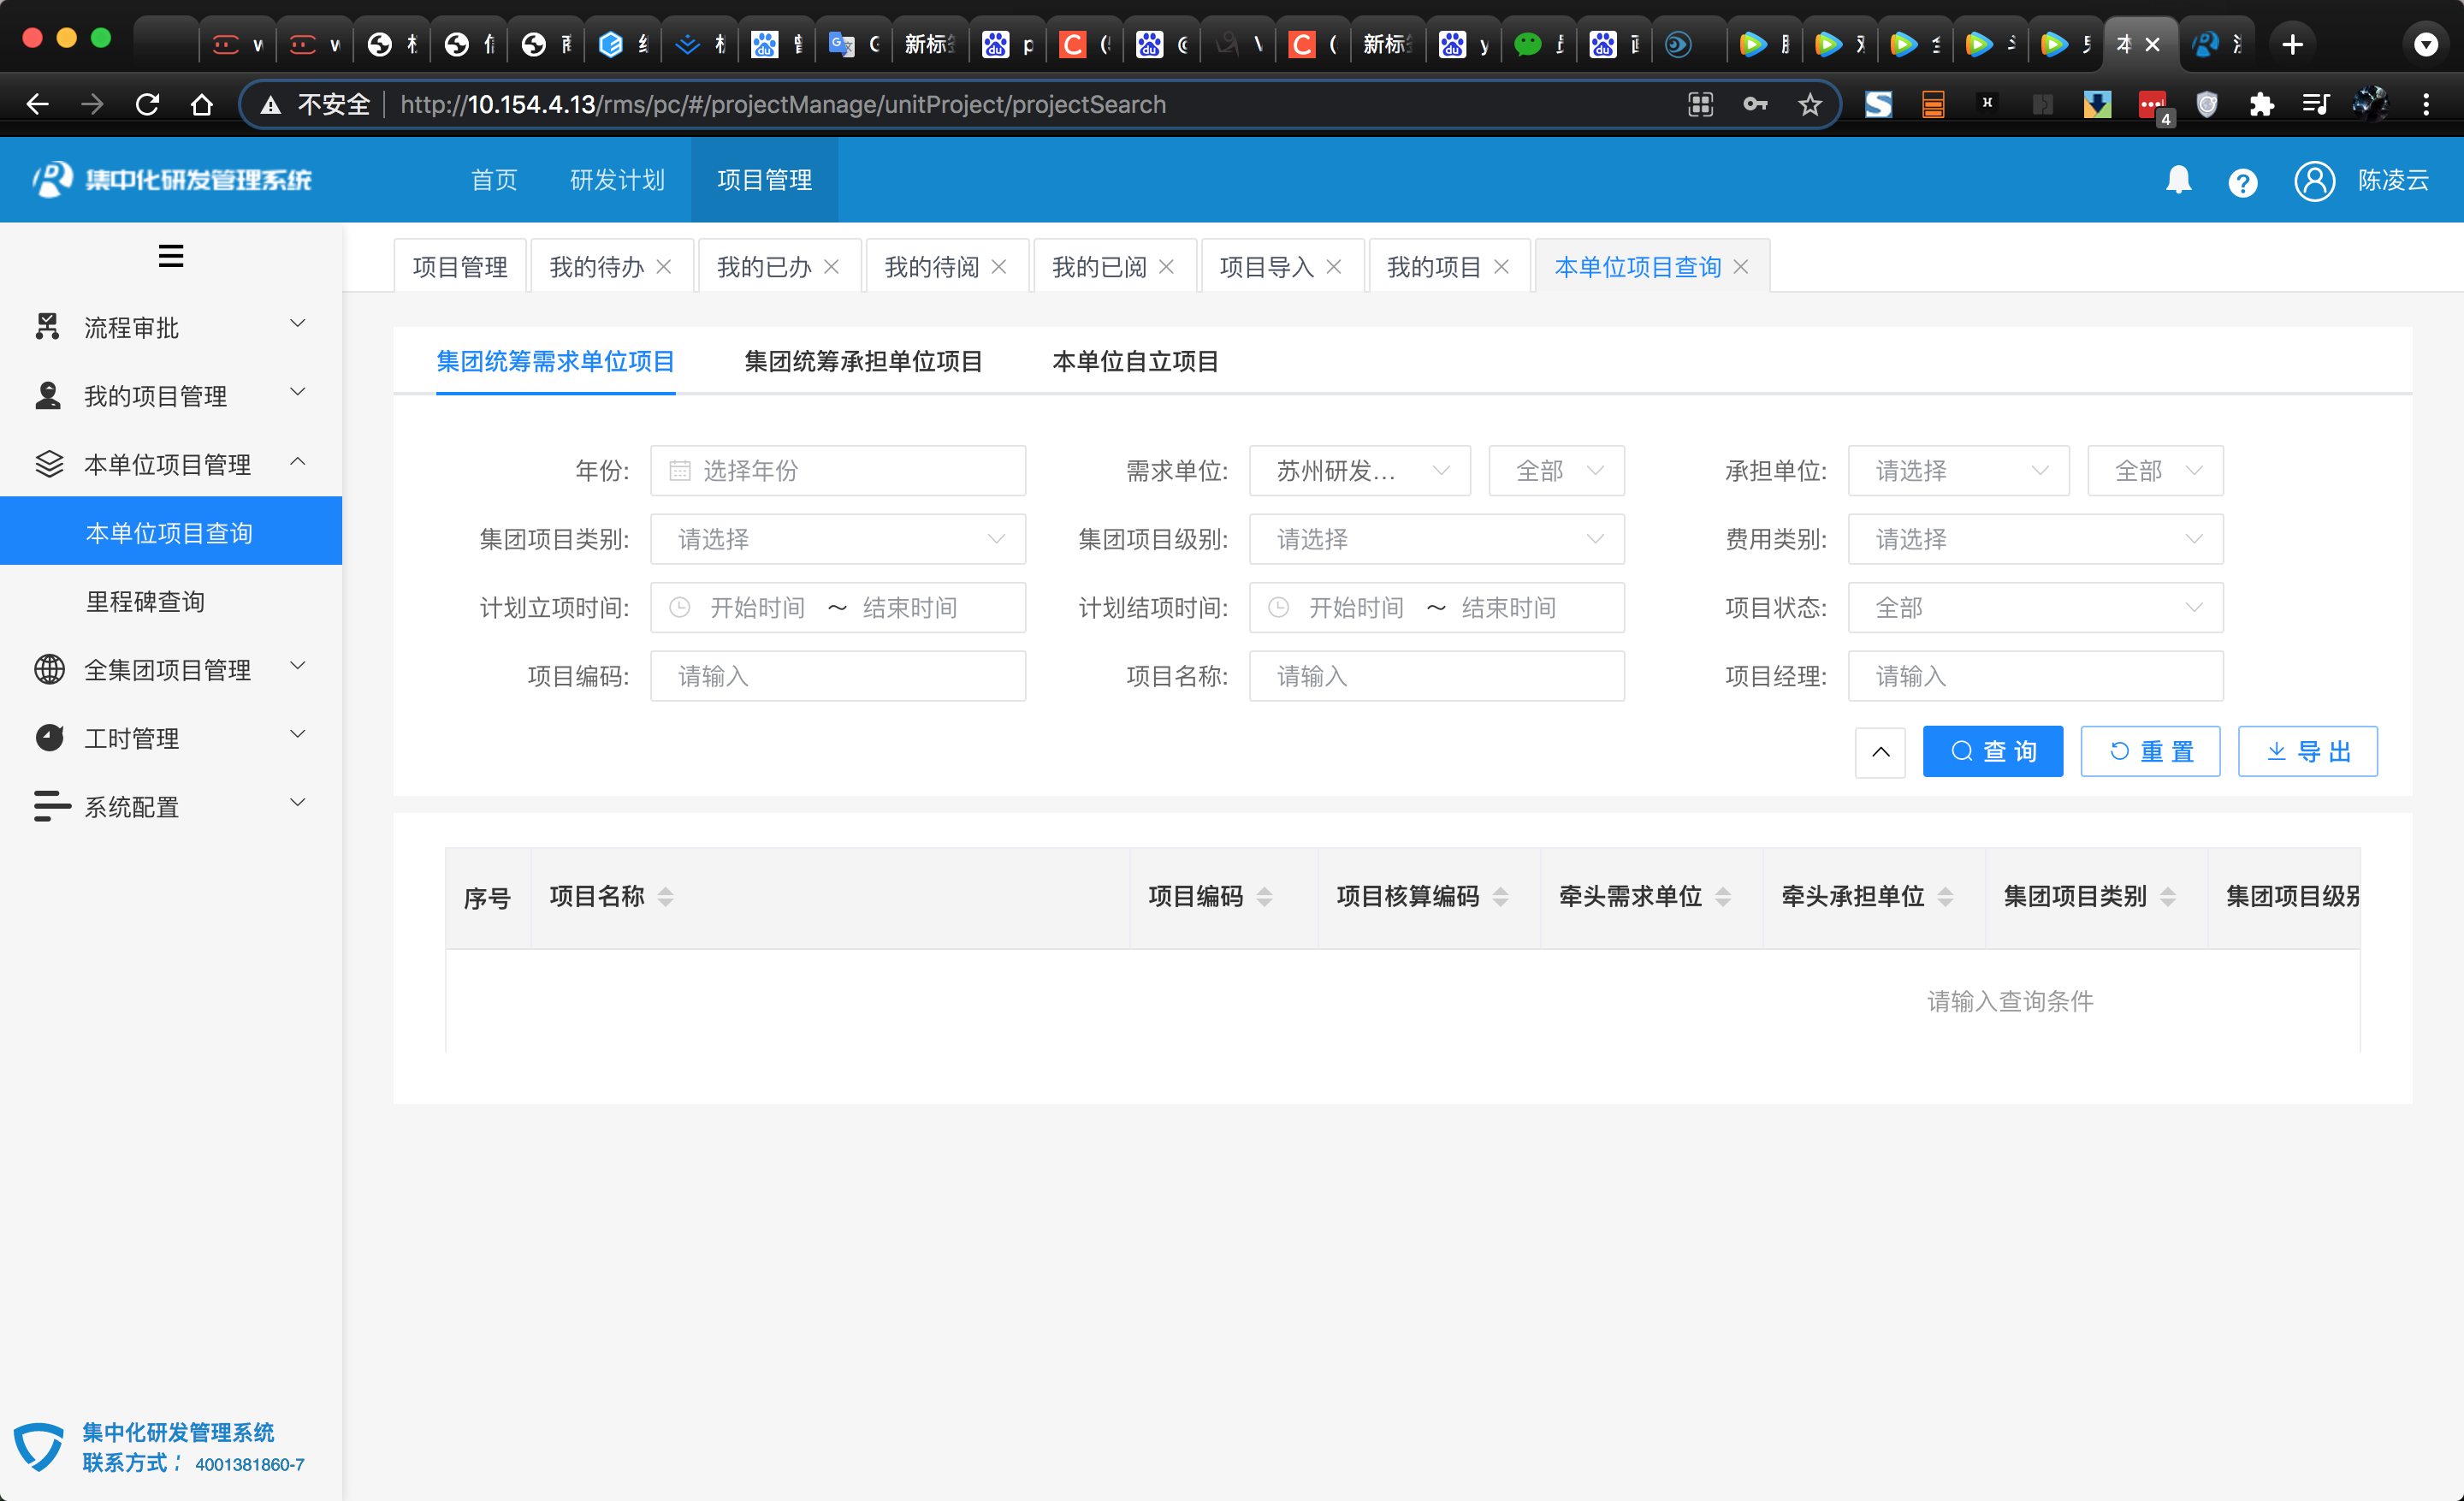 新标
新标
不安全 http://10.154.4.13/rms/pc/#/projectManage/unitProject/projectSearch
4
集中化研发管理系统 首页 研发计划 项目管理 陈凌云
项目管理 我的待办 我的已办 我的待阅 我的已阅 项目导入 我的项目 本单位项目查询
流程审批
我的项目管理
本单位项目管理
本单位项目查询
里程碑查询
全集团项目管理
工时管理
系统配置
集团统筹需求单位项目 集团统筹承担单位项目 本单位自立项目
年份: 选择年份 需求单位: 苏州研发... 全部 承担单位: 请选择 全部
集团项目类别: 请选择 集团项目级别: 请选择 费用类别: 请选择
计划立项时间: 开始时间 ~ 结束时间 计划结项时间: 开始时间 ~ 结束时间 项目状态: 全部
项目编码: 请输入 项目名称: 请输入 项目经理: 请输入
查询 重置 导出
序号 项目名称 项目编码 项目核算编码 牵头需求单位 牵头承担单位 集团项目类别 集团项目级别
请输入查询条件
集中化研发管理系统
联系方式: 4001381860-7